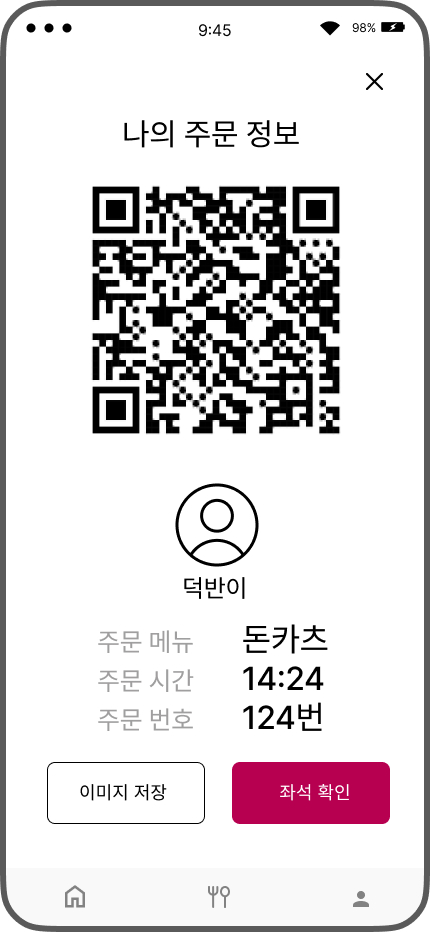 9:45
98%
나의 주문 정보
덕반이
주문 메뉴 돈카츠
주문 시간 14:24
주문 번호 124번
이미지 저장
좌석 확인